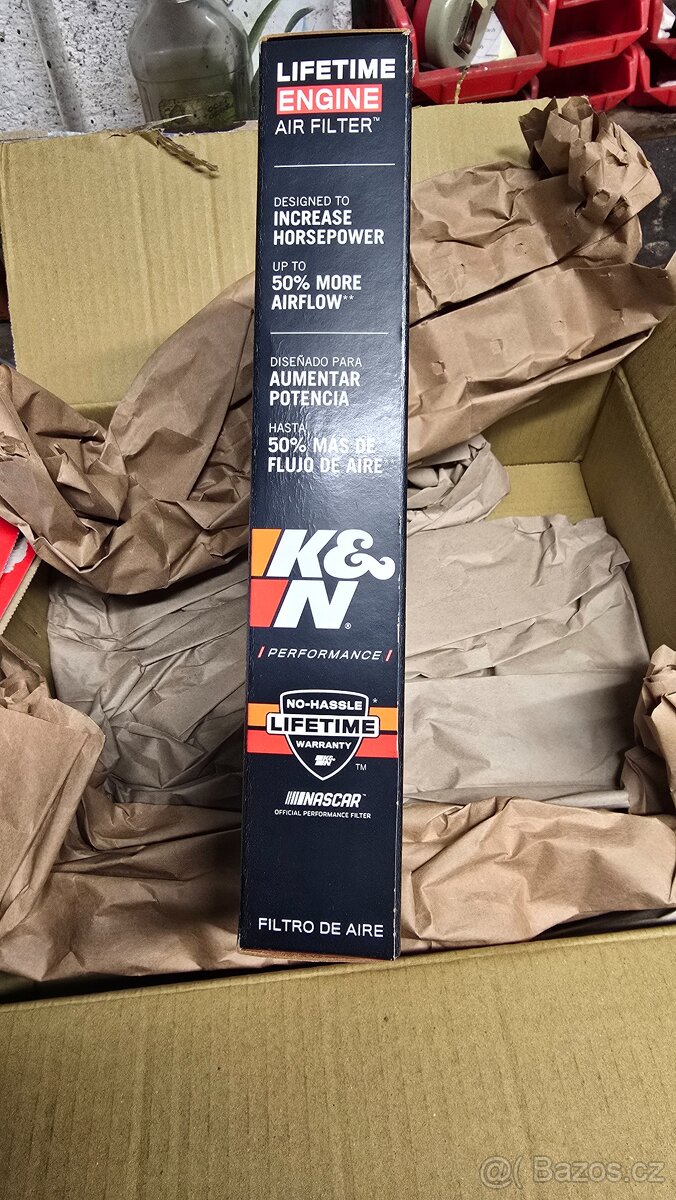 LIFETIME
ENGINE
AIR FILTER™
DESIGNED TO
INCREASE
HORSEPOWER
UP TO
50% MORE
AIRFLOW**
DISEÑADO PARA
AUMENTAR
POTENCIA
HASTA
50% MÁS DE
FLUJO DE AIRE
K&N®
/ PERFORMANCE /
NO-HASSLE*
LIFETIME
WARRANTY
K&N
TM
NASCAR™
OFFICIAL PERFORMANCE FILTER
FILTRO DE AIRE
@ Bazos.cz